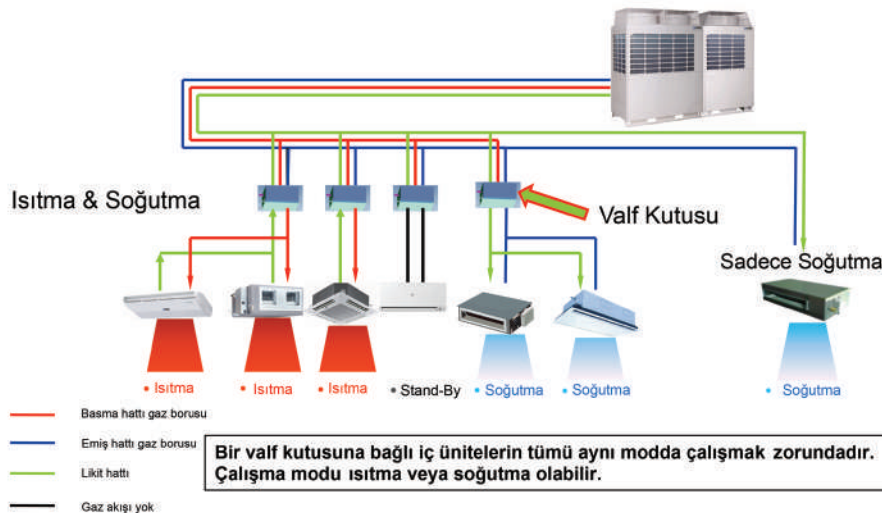 Isıtma & Soğutma
Valf Kutusu
Sadece Soğutma
• Isıtma
• Isıtma
• Isıtma
• Stand-By
• Soğutma
• Soğutma
• Soğutma
Basma hattı gaz borusu
Emiş hattı gaz borusu
Likit hattı
Gaz akışı yok
Bir valf kutusuna bağlı iç ünitelerin tümü aynı modda çalışmak zorundadır.
Çalışma modu ısıtma veya soğutma olabilir.